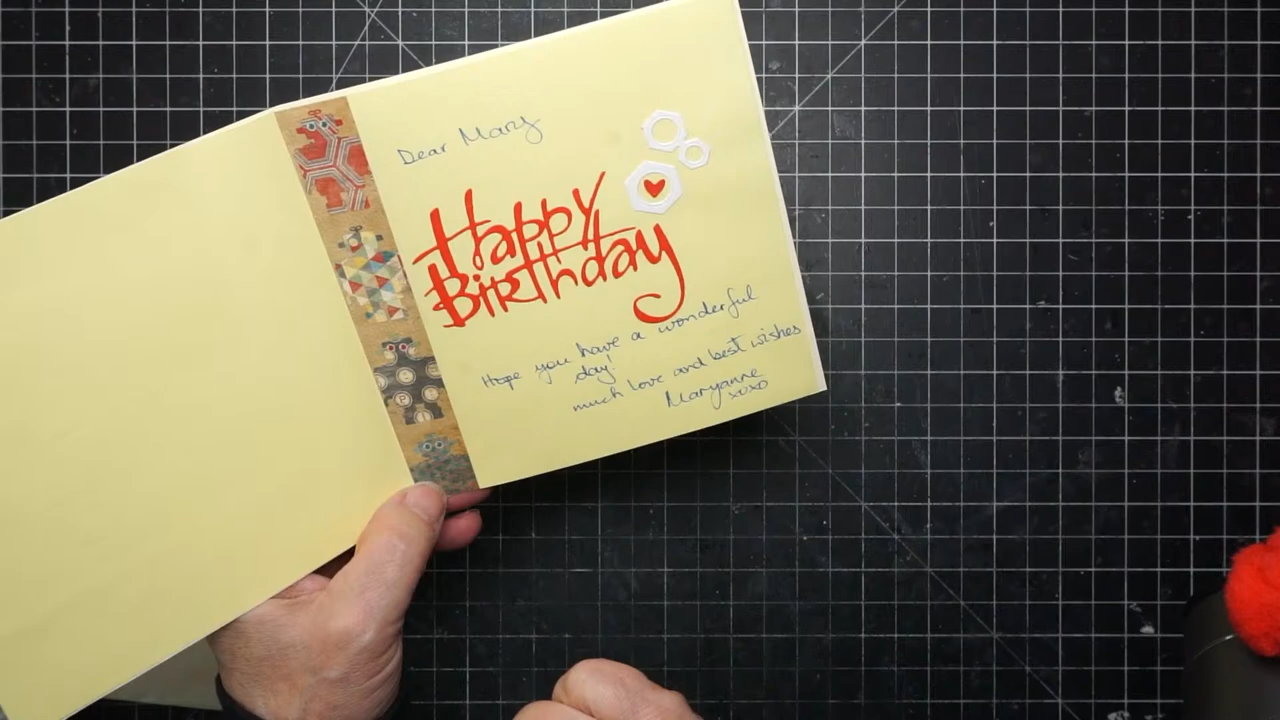 Dear Mary
Happy
Birthday
Hope you have a wonderful
day!
much love and best wishes
Maryanne
xoxo